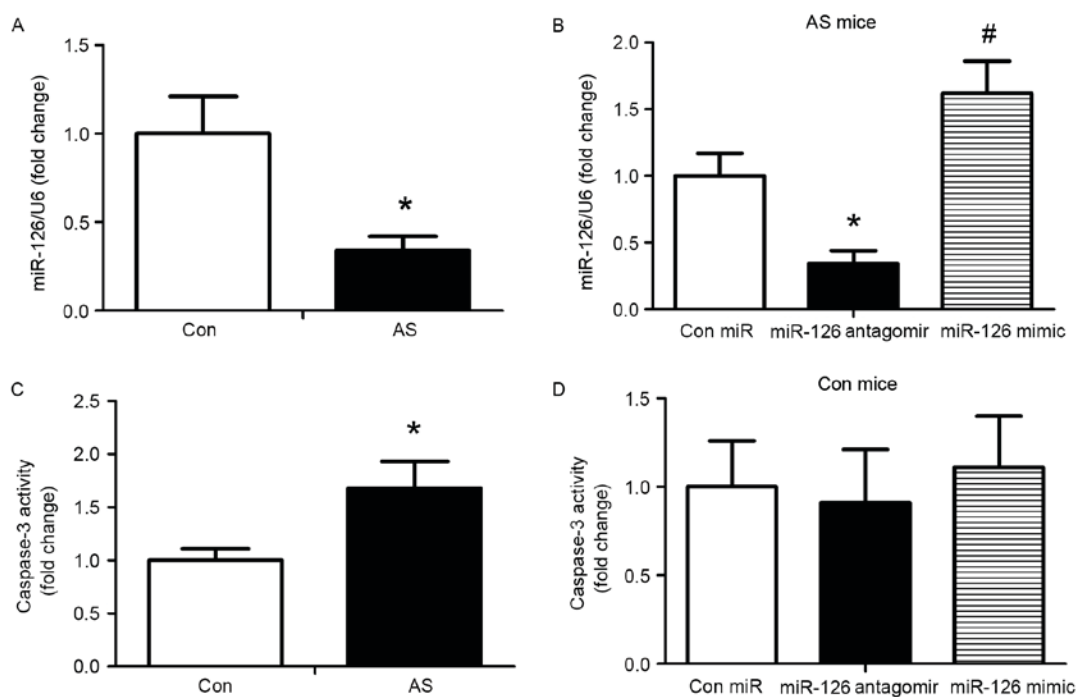 A
miR-126/U6 (fold change)
1.5
1.0
0.5
0.0
*
Con
AS
B
AS mice
miR-126/U6 (fold change)
2.0
1.5
1.0
0.5
0.0
*
#
Con miR
miR-126 antagomir
miR-126 mimic
C
Caspase-3 activity
(fold change)
2.5
2.0
1.5
1.0
0.5
0.0
*
Con
AS
D
Con mice
Caspase-3 activity
(fold change)
1.5
1.0
0.5
0.0
Con miR
miR-126 antagomir
miR-126 mimic